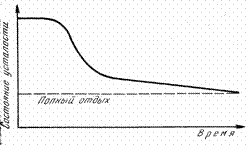 Состояние усталости
Полный отдых
Время